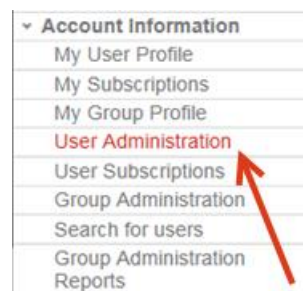 Account Information
My User Profile
My Subscriptions
My Group Profile
User Administration
User Subscriptions
Group Administration
Search for users
Group Administration
Reports